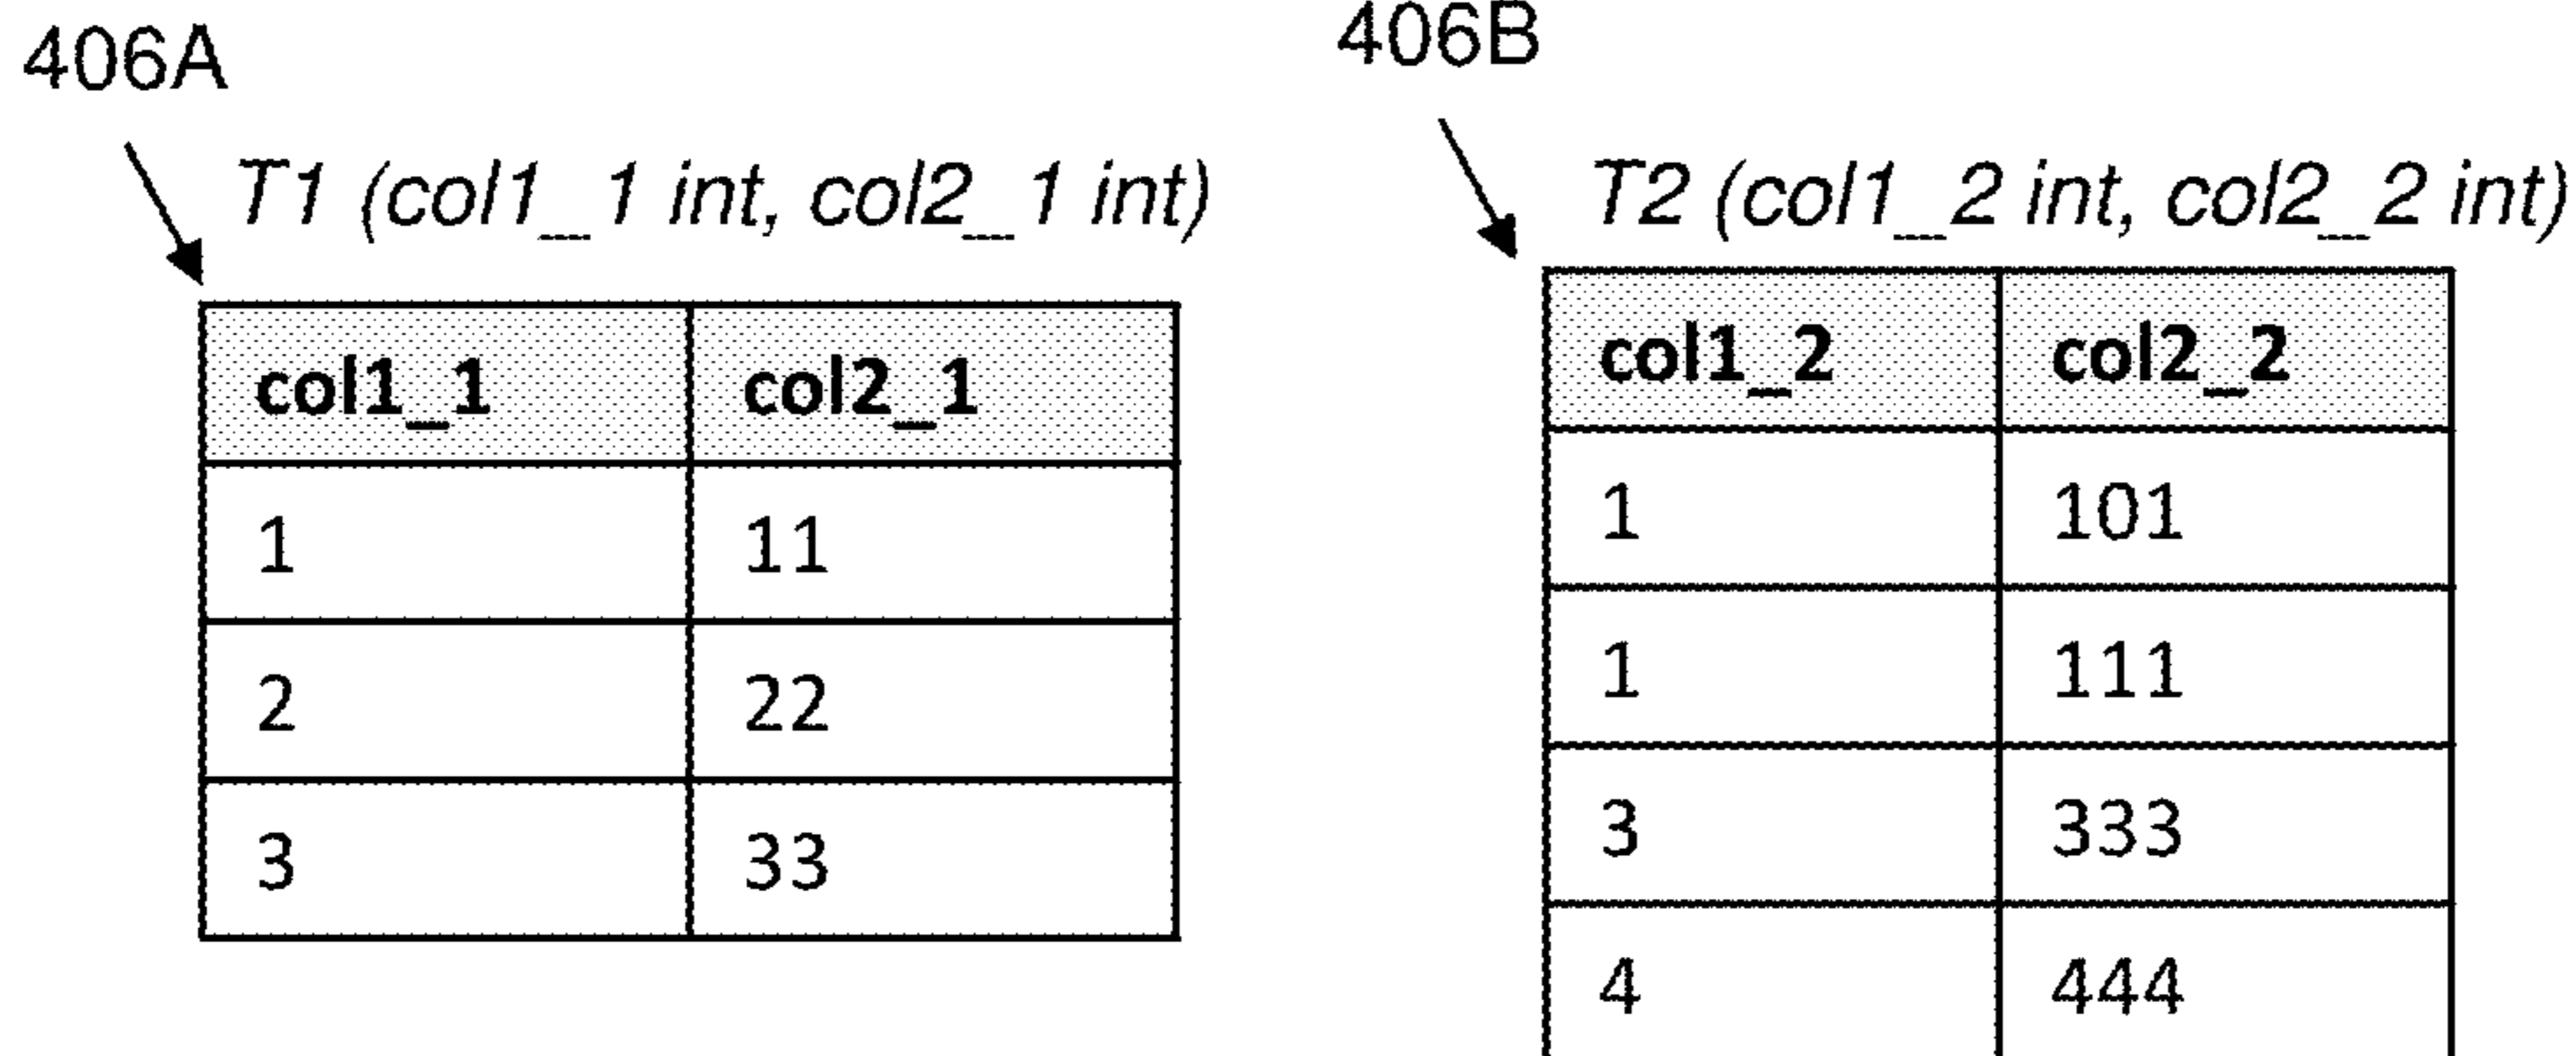 406A
T1 (col1_1 int, col2_1 int)
col1_1 col2_1
1 11
2 22
3 33
406B
T2 (col1_2 int, col2_2 int)
col1_2 col2_2
1 101
1 111
3 333
4 444